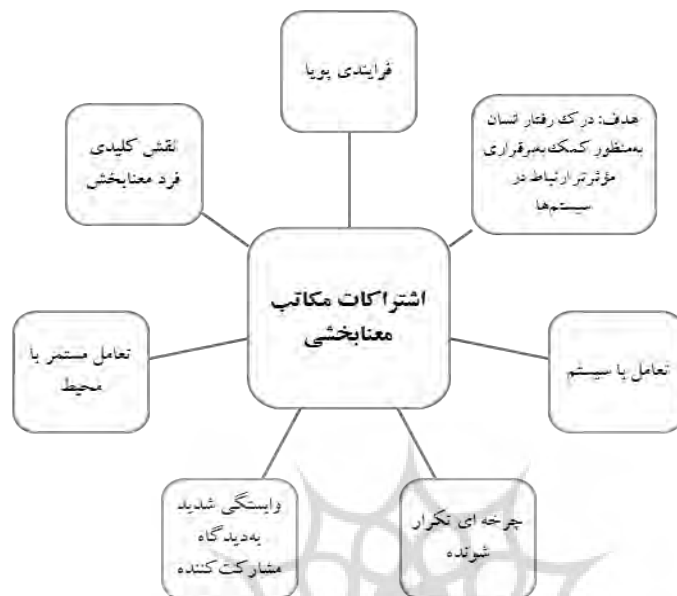 فرایندی پویا
هدف: درک رفتار انسان
به‌منظور کمک به‌برقراری
مؤثرتر ارتباط در
سیستم‌ها
نقش کلیدی
فرد معنابخش
اشتراکات مکاتب
معنابخشی
تعامل با سیستم
تعامل مستمر با
محیط
چرخه ای تکرار
شونده
وابستگی شدید
به‌دیدگاه
مشارکت‌کننده